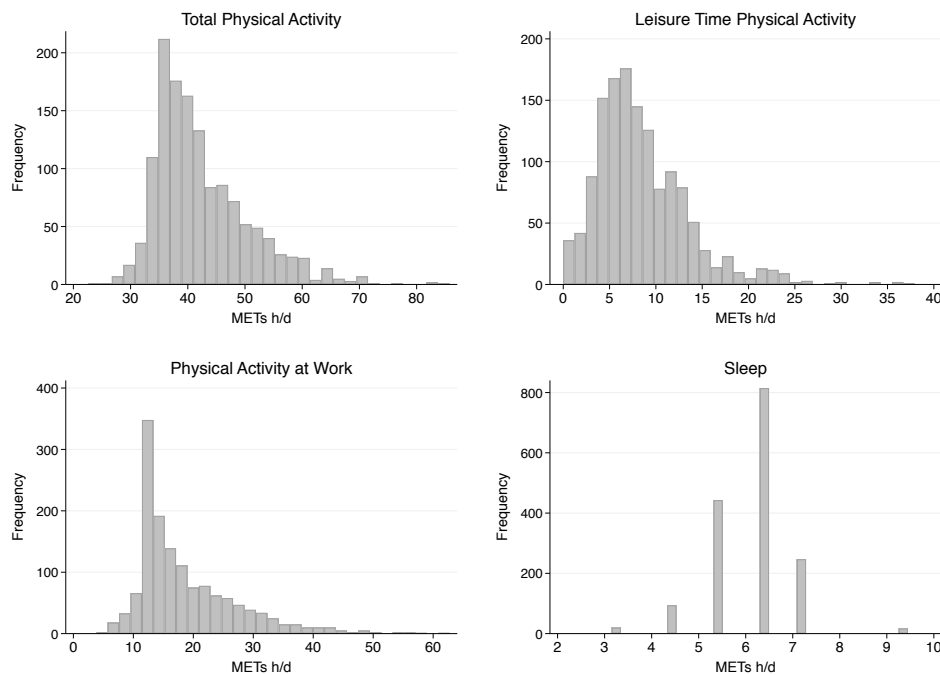 Total Physical Activity
Frequency
200
150
100
50
0
20 30 40 50 60 70 80
METs h/d
Leisure Time Physical Activity
Frequency
200
150
100
50
0
0 5 10 15 20 25 30 35 40
METs h/d
Physical Activity at Work
Frequency
400
300
200
100
0
0 10 20 30 40 50 60
METs h/d
Sleep
Frequency
800
600
400
200
0
2 3 4 5 6 7 8 9 10
METs h/d